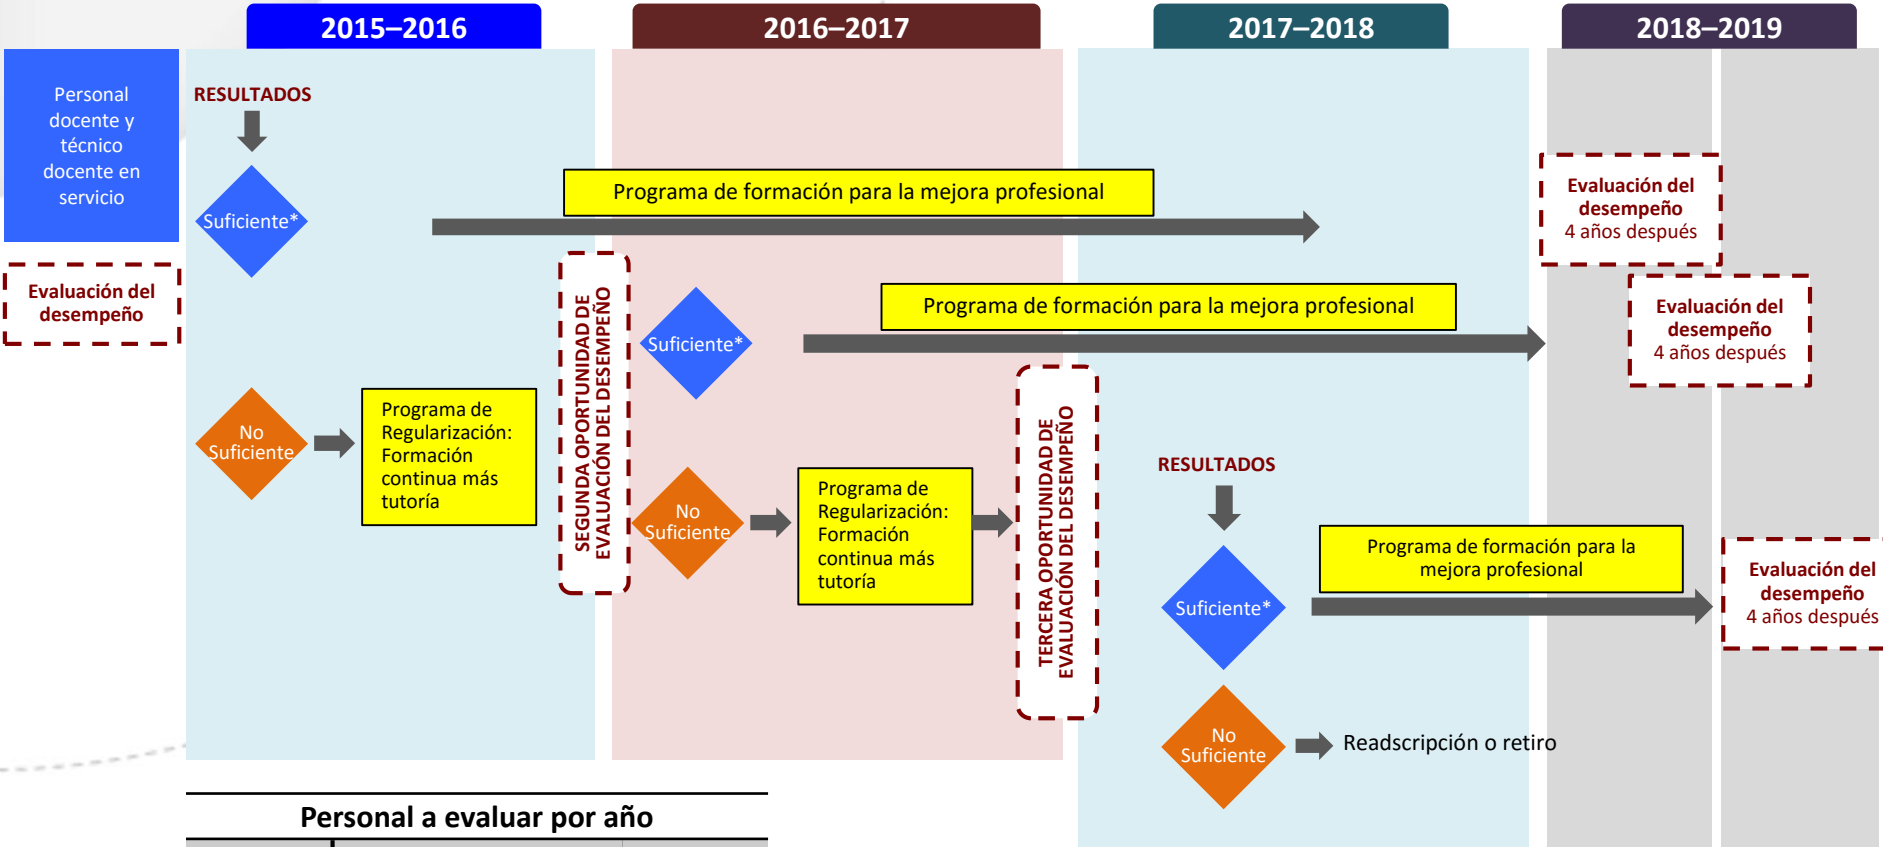 2015–2016
2016–2017
2017–2018
2018–2019
Personal
docente y
técnico
docente en
servicio
Evaluación del
desempeño
RESULTADOS
Suficiente*
Programa de formación para la mejora profesional
Evaluación del
desempeño
4 años después
No
Suficiente
Programa de
Regularización:
Formación
continua más
tutoría
SEGUNDA OPORTUNIDAD DE
EVALUACIÓN DEL DESEMPEÑO
Suficiente*
Programa de formación para la mejora profesional
Evaluación del
desempeño
4 años después
No
Suficiente
Programa de
Regularización:
Formación
continua más
tutoría
TERCERA OPORTUNIDAD DE
EVALUACIÓN DEL DESEMPEÑO
RESULTADOS
Suficiente*
Programa de formación para la
mejora profesional
Evaluación del
desempeño
4 años después
No
Suficiente
Readscripción o retiro
Personal a evaluar por año